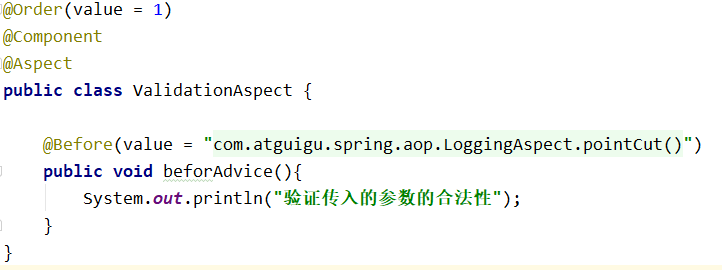 @Order(value = 1)
@Component
@Aspect
public class ValidationAspect {
@Before(value = "com.atguigu.spring.aop.LoggingAspect.pointCut()")
public void beforAdvice(){
System.out.println("验证传入的参数的合法性");
}
}